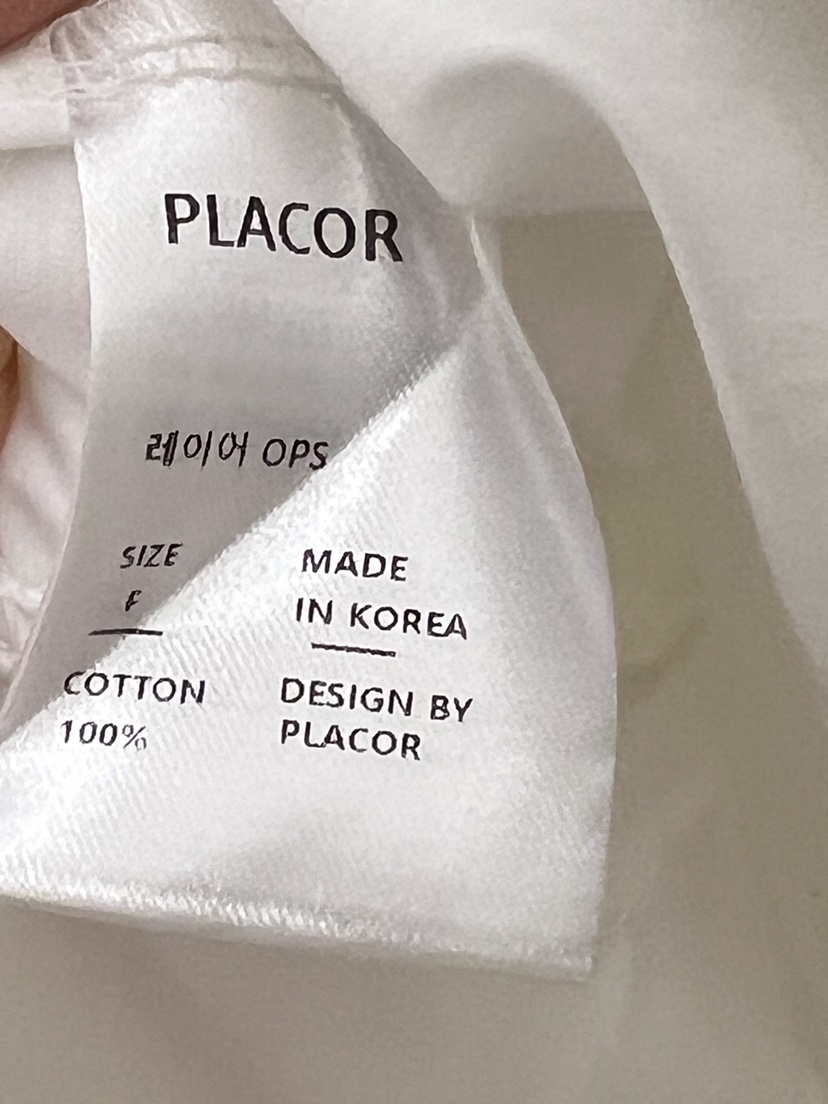 PLACOR
레이어 OPS
SIZE
F
COTTON
100%
MADE
IN KOREA
DESIGN BY
PLACOR